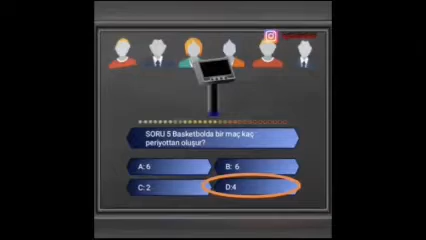 SORU 5 Basketbolda bir maç kaç
periyottan oluşur?
A: 6
B: 6
C: 2
D:4